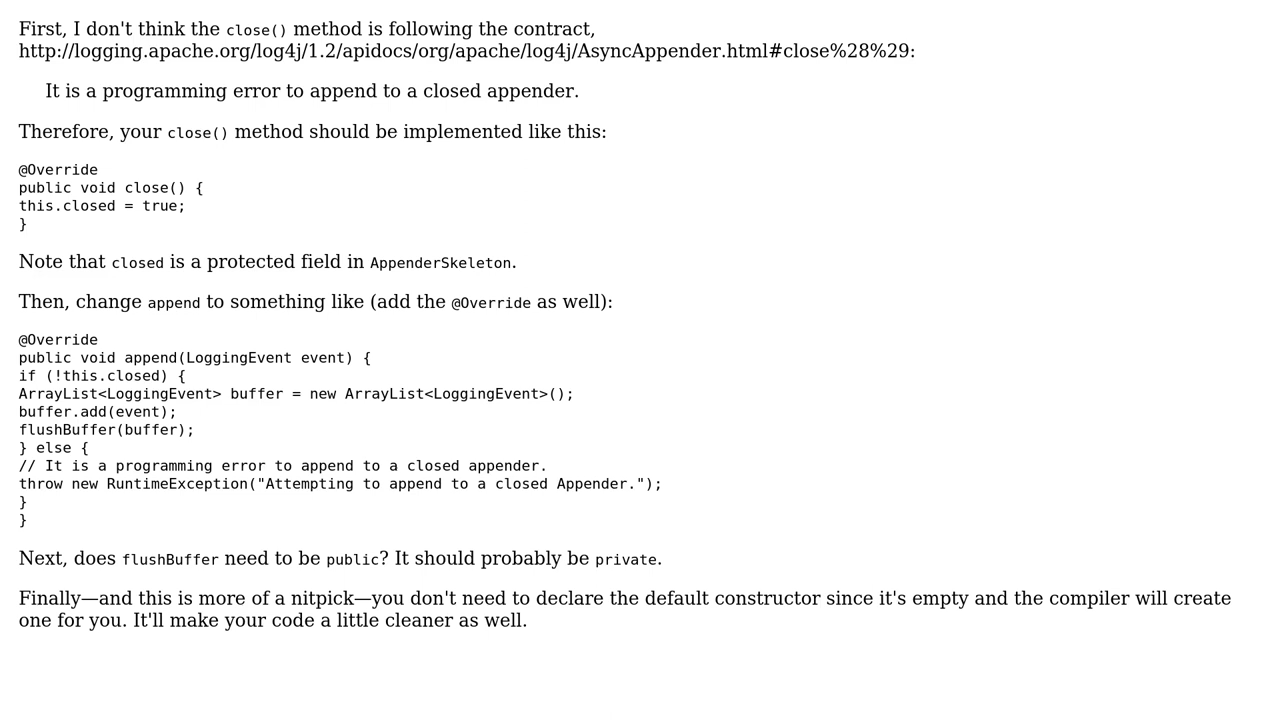 First, I don't think the close() method is following the contract,
http://logging.apache.org/log4j/1.2/apidocs/org/apache/log4j/AsyncAppender.html#close%28%29:
It is a programming error to append to a closed appender.
Therefore, your close() method should be implemented like this:
@Override
public void close() {
this.closed = true;
}
Note that closed is a protected field in AppenderSkeleton.
Then, change append to something like (add the @Override as well):
@Override
public void append(LoggingEvent event) {
if (!this.closed) {
ArrayList<LoggingEvent> buffer = new ArrayList<LoggingEvent>();
buffer.add(event);
flushBuffer(buffer);
} else {
// It is a programming error to append to a closed appender.
throw new RuntimeException("Attempting to append to a closed Appender.");
}
}
Next, does flushBuffer need to be public? It should probably be private.
Finally—and this is more of a nitpick—you don't need to declare the default constructor since it's empty and the compiler will create
one for you. It'll make your code a little cleaner as well.